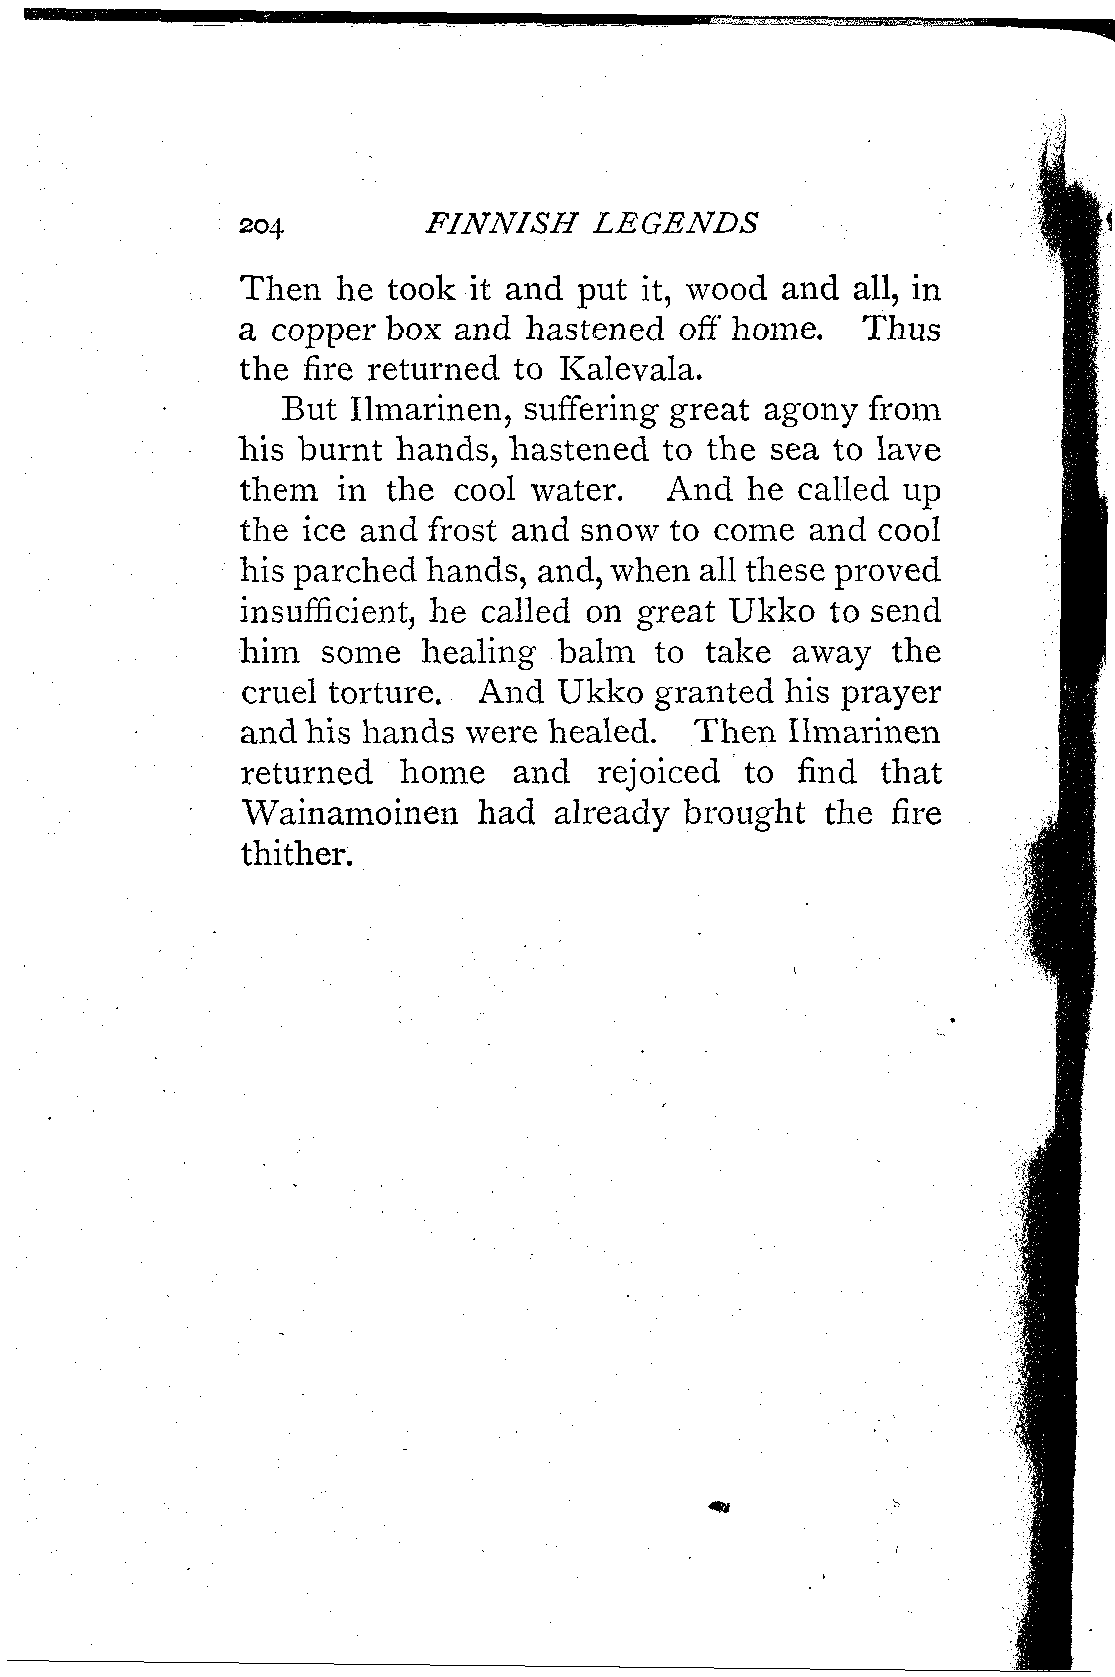 204 FINNISH LEGENDS
Then he took it and put it, wood and all, in
a copper box and hastened off home. Thus
the fire returned to Kalevala.
But Ilmarinen, suffering great agony from
his burnt hands, hastened to the sea to lave
them in the cool water. And he called up
the ice and frost and snow to come and cool
his parched hands, and, when all these proved
insufficient, he called on great Ukko to send
him some healing balm to take away the
cruel torture. And Ukko granted his prayer
and his hands were healed. Then Ilmarinen
returned home and rejoiced to find that
Wainamoinen had already brought the fire
thither.